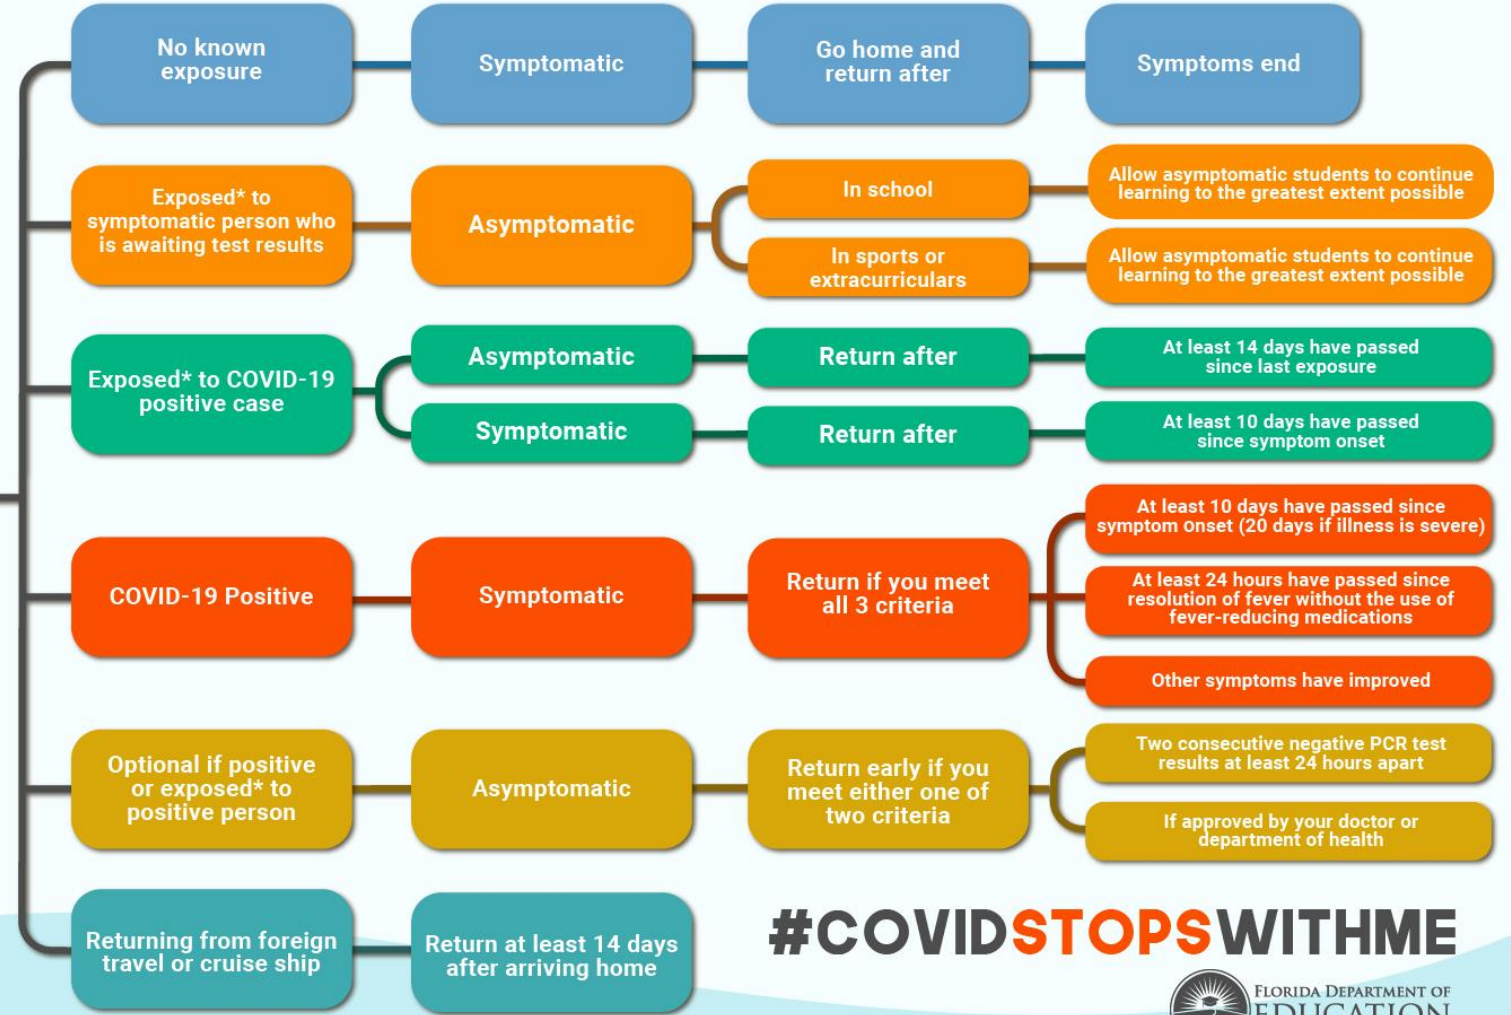 No known
exposure
Symptomatic
Go home and
return after
Symptoms end
Exposed* to
symptomatic person who
is awaiting test results
Asymptomatic
In school
Allow asymptomatic students to continue
learning to the greatest extent possible
In sports or
extracurriculars
Allow asymptomatic students to continue
learning to the greatest extent possible
Exposed* to COVID-19
positive case
Asymptomatic
Return after
At least 14 days have passed
since last exposure
Symptomatic
Return after
At least 10 days have passed
since symptom onset
COVID-19 Positive
Symptomatic
Return if you meet
all 3 criteria
At least 10 days have passed since
symptom onset (20 days if illness is severe)
At least 24 hours have passed since
resolution of fever without the use of
fever-reducing medications
Other symptoms have improved
Optional if positive
or exposed* to
positive person
Asymptomatic
Return early if you
meet either one of
two criteria
Two consecutive negative PCR test
results at least 24 hours apart
If approved by your doctor or
department of health
Returning from foreign
travel or cruise ship
Return at least 14 days
after arriving home
#COVIDSTOPSWITHME
FLORIDA DEPARTMENT OF
EDUCATION